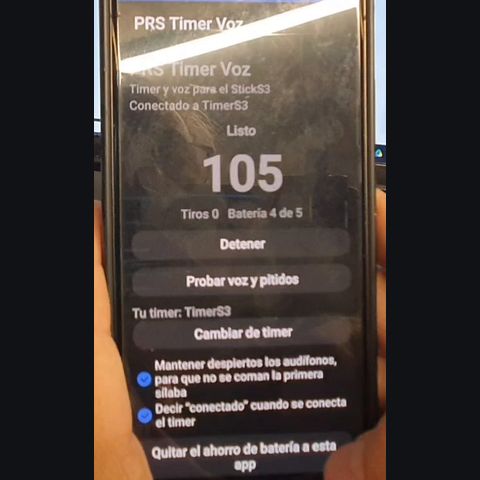 PRS Timer Voz
PRS Timer Voz
Timer y voz para el StickS3
Conectado a TimerS3
Listo
105
Tiros 0 Batería 4 de 5
Detener
Probar voz y pitidos
Tu timer: TimerS3
Cambiar de timer
Mantener despiertos los audífonos,
para que no se coman la primera
sílaba
Decir "conectado" cuando se conecta
el timer
Quitar el ahorro de batería a esta
app